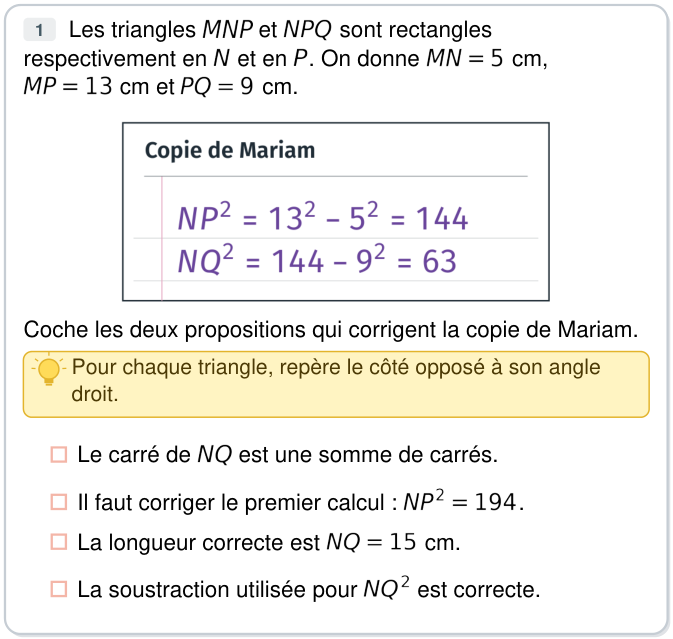 1 Les triangles MNP et NPQ sont rectangles
respectivement en N et en P. On donne MN = 5 cm,
MP = 13 cm et PQ = 9 cm.
Copie de Mariam
NP² = 13² – 5² = 144
NQ² = 144 – 9² = 63
Coche les deux propositions qui corrigent la copie de Mariam.
Pour chaque triangle, repère le côté opposé à son angle
droit.
☐ Le carré de NQ est une somme de carrés.
☐ Il faut corriger le premier calcul : NP² = 194.
☐ La longueur correcte est NQ = 15 cm.
☐ La soustraction utilisée pour NQ² est correcte.